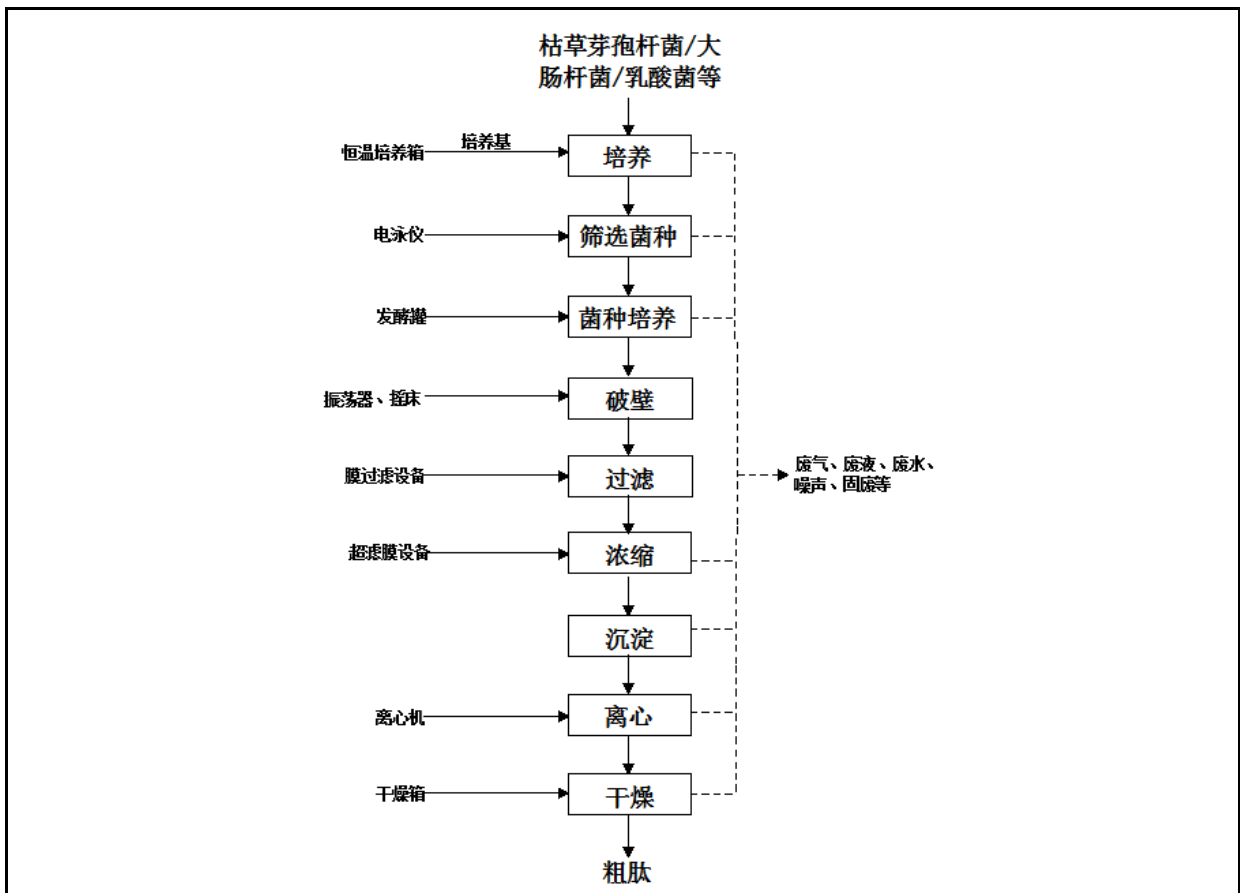 枯草芽孢杆菌/大
肠杆菌/乳酸菌等
恒温培养箱
培养基
培养
电泳仪
筛选菌种
发酵罐
菌种培养
振荡器、摇床
破壁
膜过滤设备
过滤
废气、废液、废水、
噪声、固废等
超滤膜设备
浓缩
沉淀
离心机
离心
干燥箱
干燥
粗肽